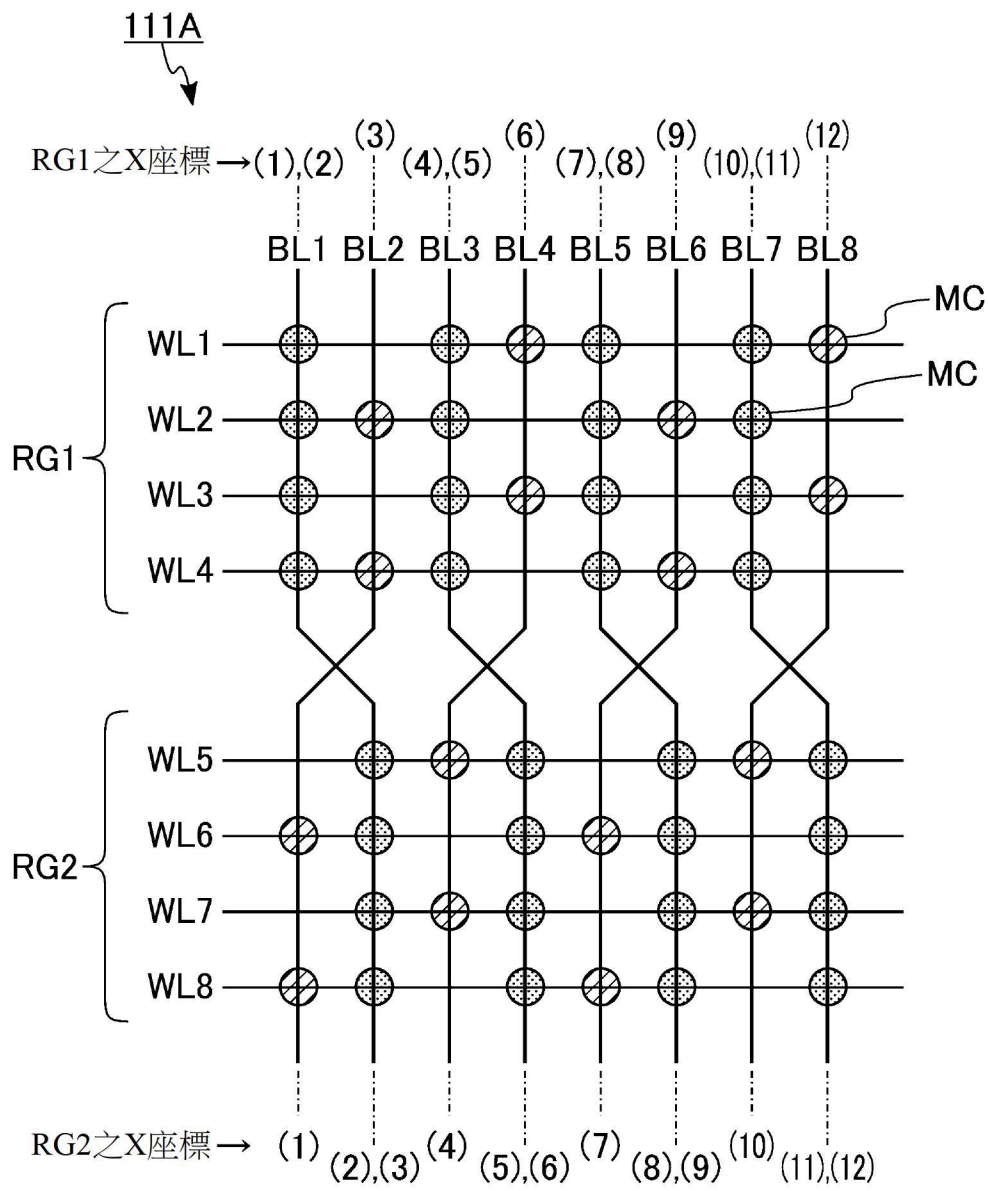 111A
(3) (6) (9) (12)
RG1之X座標→(1),(2) (4),(5) (7),(8) (10),(11)
BL1 BL2 BL3 BL4 BL5 BL6 BL7 BL8
MC
WL1
MC
WL2
RG1
WL3
WL4
WL5
WL6
RG2
WL7
WL8
RG2之X座標→ (1) (4) (7) (10)
(2),(3) (5),(6) (8),(9) (11),(12)